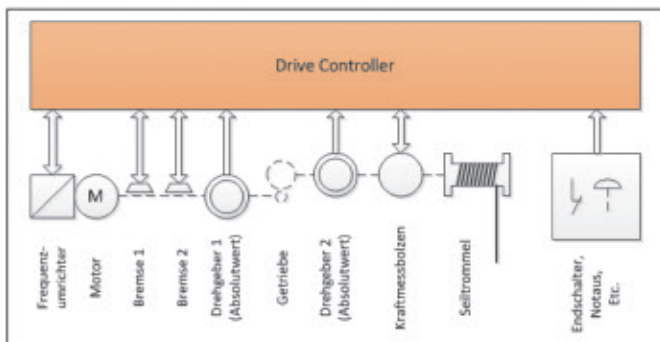 Drive Controller
M
Frequenz-
umrichter
Motor
Bremse 1
Bremse 2
Drehgeber 1
(Absolutwert)
Getriebe
Drehgeber 2
(Absolutwert)
Kraftmessbolzen
Seiltrommel
Endschalter,
Notaus,
Etc.